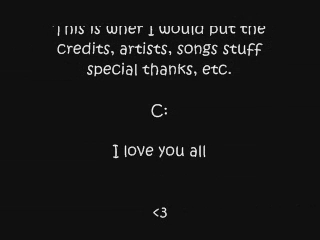 This is wher I would put the
credits, artists, songs stuff
special thanks, etc.
C:
I love you all
<3